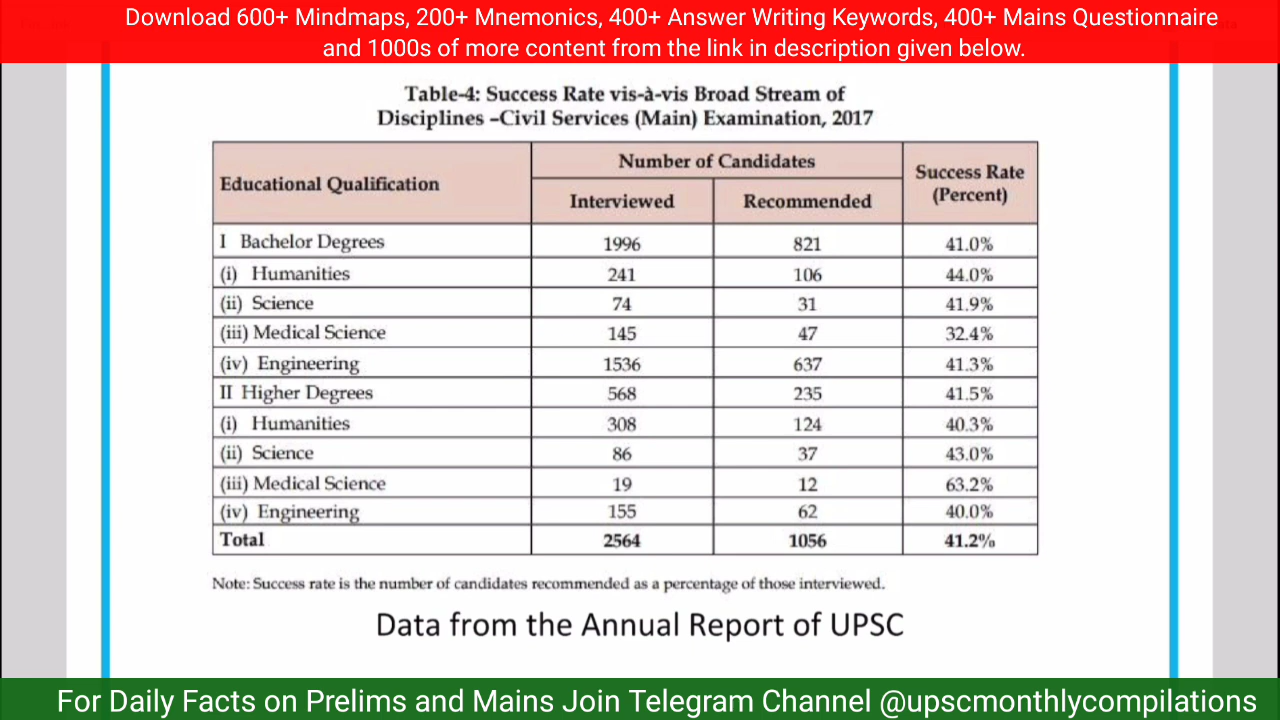 Download 600+ Mindmaps, 200+ Mnemonics, 400+ Answer Writing Keywords, 400+ Mains Questionnaire
and 1000s of more content from the link in description given below.
Table-4: Success Rate vis-à-vis Broad Stream of
Disciplines –Civil Services (Main) Examination, 2017
Educational Qualification Number of Candidates Success Rate (Percent)
Interviewed Recommended
I Bachelor Degrees 1996 821 41.0%
(i) Humanities 241 106 44.0%
(ii) Science 74 31 41.9%
(iii) Medical Science 145 47 32.4%
(iv) Engineering 1536 637 41.3%
II Higher Degrees 568 235 41.5%
(i) Humanities 308 124 40.3%
(ii) Science 86 37 43.0%
(iii) Medical Science 19 12 63.2%
(iv) Engineering 155 62 40.0%
Total 2564 1056 41.2%
Note: Success rate is the number of candidates recommended as a percentage of those interviewed.
Data from the Annual Report of UPSC
For Daily Facts on Prelims and Mains Join Telegram Channel @upscmonthlycompilations